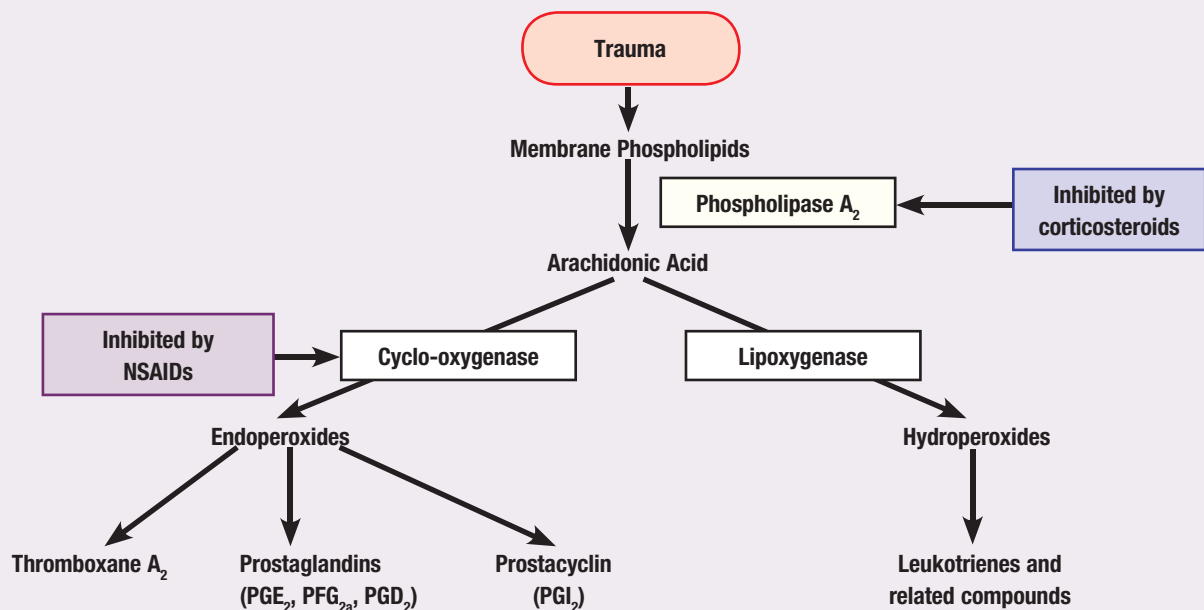 Trauma
Membrane Phospholipids
Phospholipase A₂
Inhibited by
corticosteroids
Arachidonic Acid
Inhibited by
NSAIDs
Cyclo-oxygenase
Lipoxygenase
Endoperoxides
Hydroperoxides
Thromboxane A₂
Prostaglandins
(PGE₂, PFG₂ₐ, PGD₂)
Prostacyclin
(PGI₂)
Leukotrienes and
related compounds